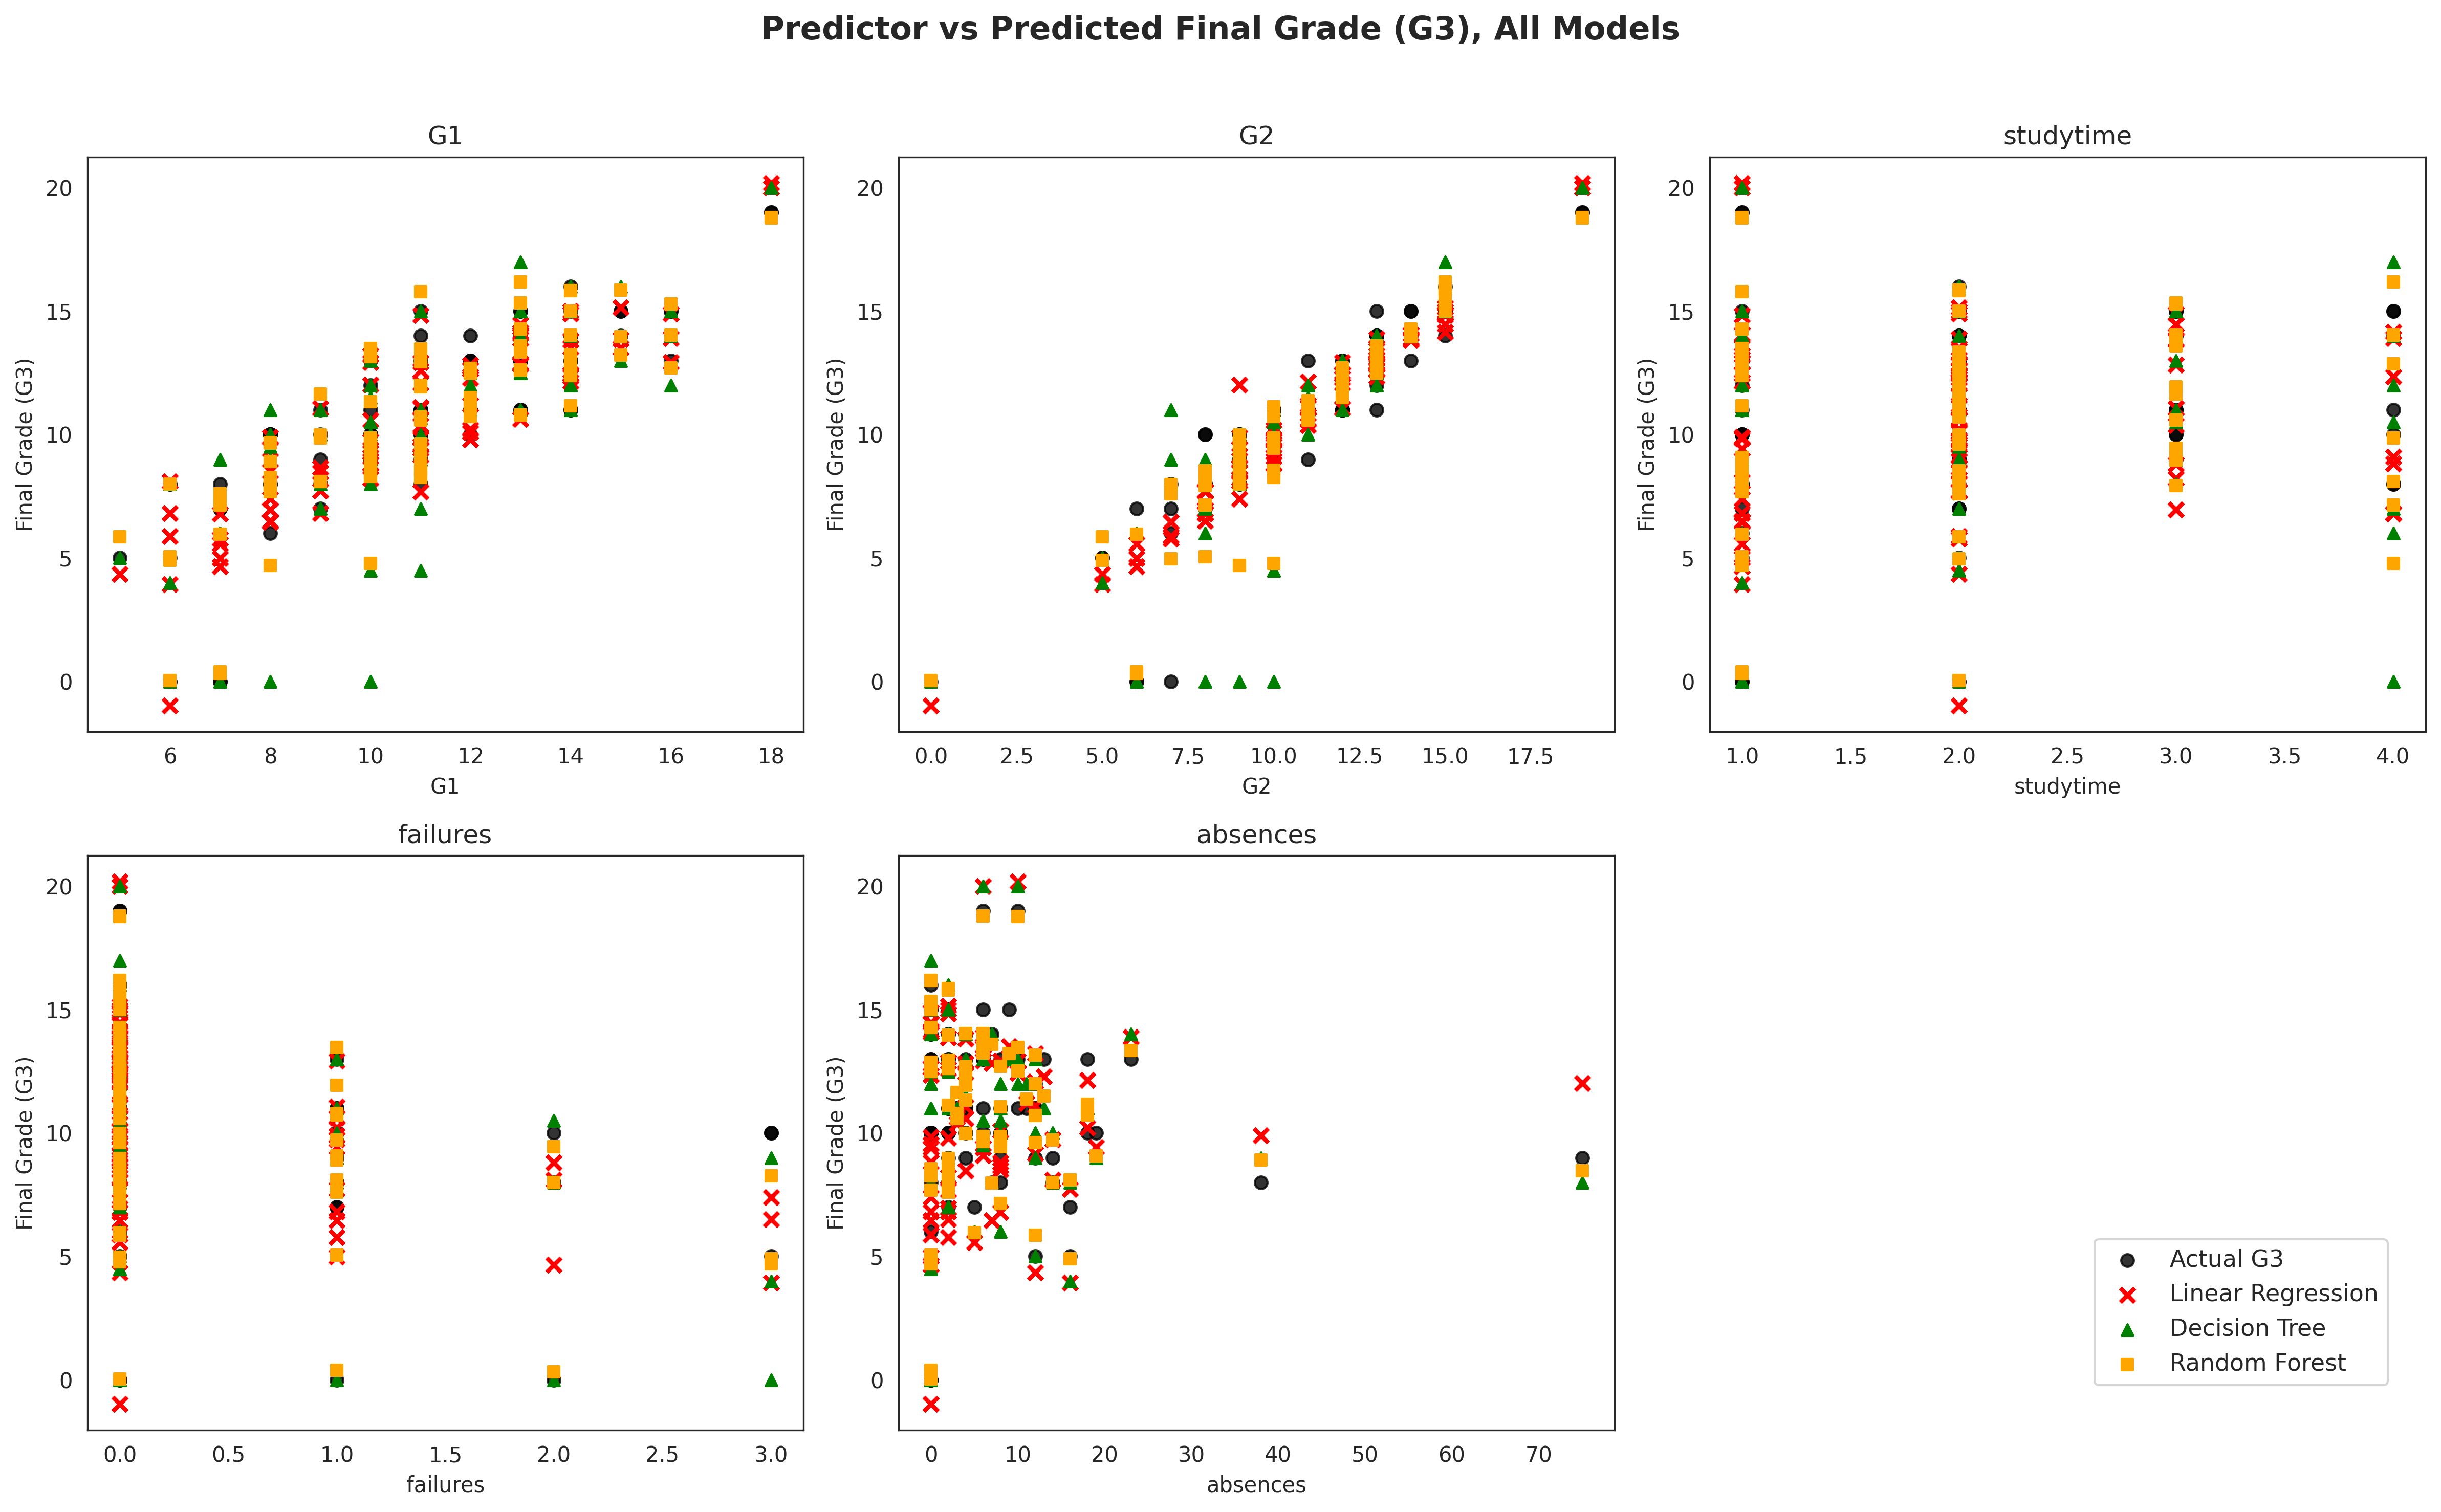 Predictor vs Predicted Final Grade (G3), All Models
G1
Final Grade (G3)
20
15
10
5
0
6 8 10 12 14 16 18
G1
G2
Final Grade (G3)
20
15
10
5
0
0.0 2.5 5.0 7.5 10.0 12.5 15.0 17.5
G2
studytime
Final Grade (G3)
20
15
10
5
0
1.0 1.5 2.0 2.5 3.0 3.5 4.0
studytime
failures
Final Grade (G3)
20
15
10
5
0
0.0 0.5 1.0 1.5 2.0 2.5 3.0
failures
absences
Final Grade (G3)
20
15
10
5
0
0 10 20 30 40 50 60 70
absences
Actual G3
Linear Regression
Decision Tree
Random Forest